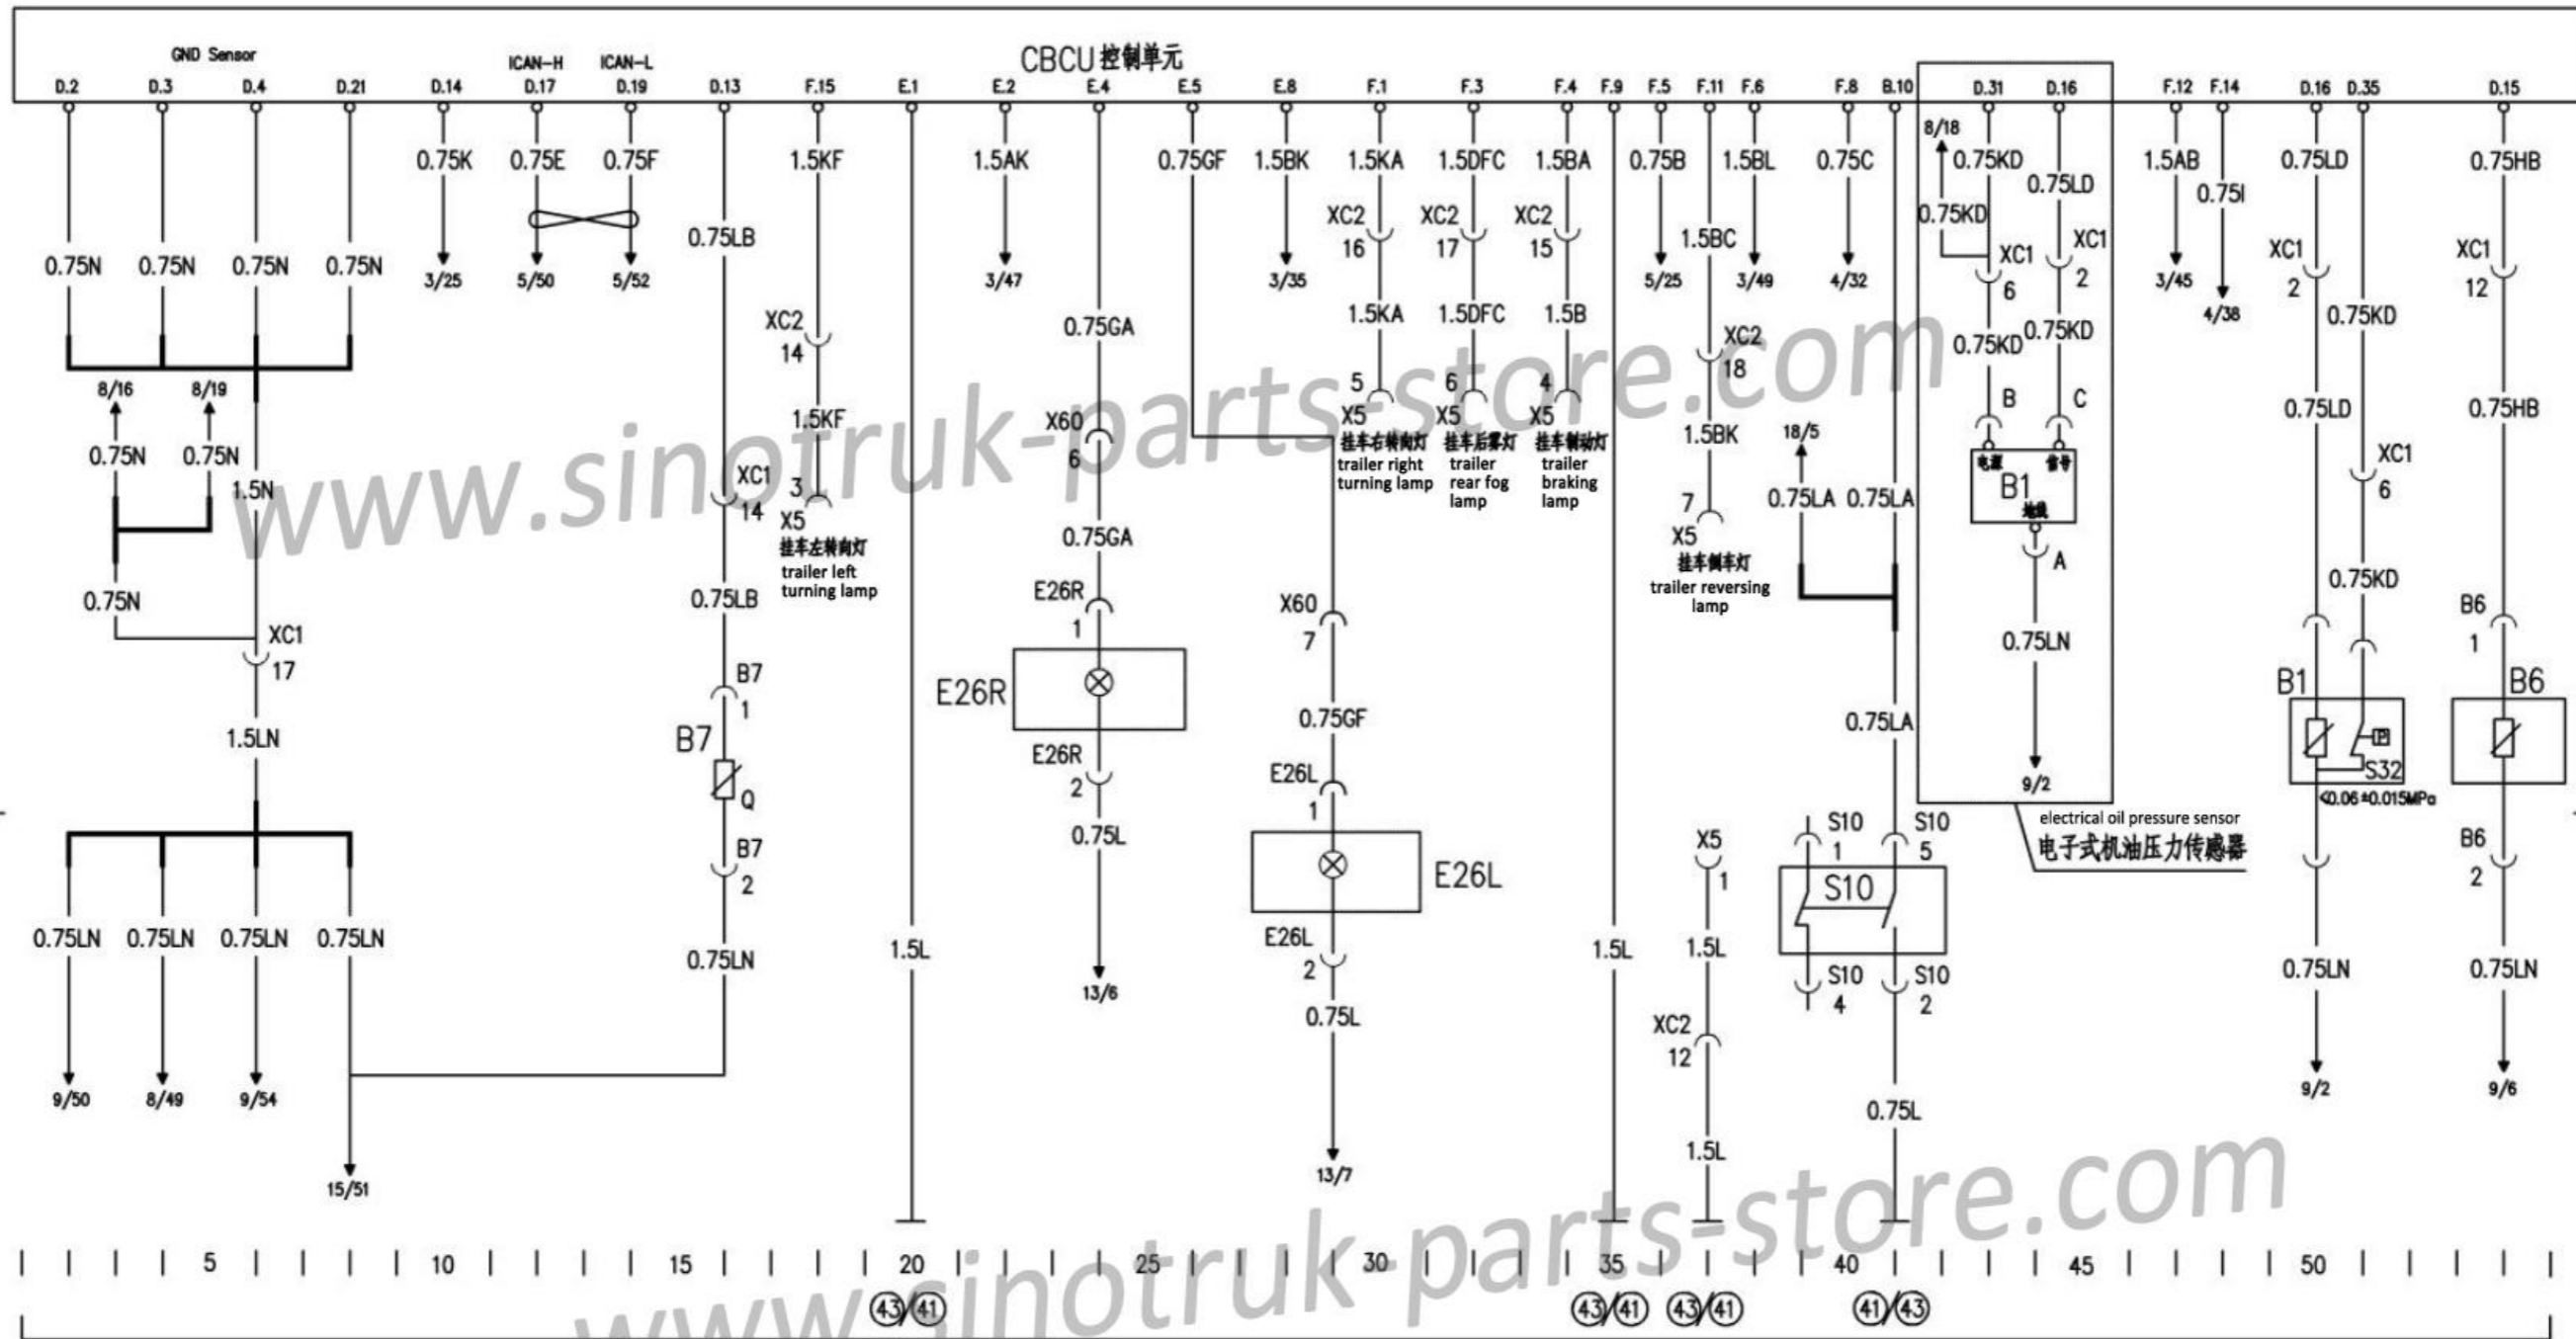 CBCU控制单元
GND Sensor
ICAN-H ICAN-L
D.2 D.3 D.4 D.21 D.14 D.17 D.19 D.13 F.15 E.1 E.2 E.4 E.5 E.8 F.1 F.3 F.4 F.9 F.5 F.11 F.6 F.8 B.10 D.31 D.16 F.12 F.14 D.16 D.35 D.15
8/18
0.75K 0.75E 0.75F 1.5KF 1.5AK 0.75GF 1.5BK 1.5KA 1.5DFC 1.5BA 0.75B 1.5BL 0.75C 0.75KD 1.5AB 0.75LD 0.75HB
0.75LD 0.75I
XC2 XC2 XC2 0.75KD
0.75LB 16 17 15 1.5BC XC1
0.75N 0.75N 0.75N 0.75N XC1 2 XC1 XC1
3/25 5/50 5/52 3/47 3/35 5/25 3/49 4/32 6 3/45 2 12
XC2 0.75GA 1.5KA 1.5DFC 1.5B 4/38 0.75KD
14 XC2 0.75KD 0.75KD
18
8/16 8/19 5 6 4 B C
1.5KF X60 X5 X5 X5 0.75LD 0.75HB
0.75N 0.75N 6 挂车右转向灯 挂车后雾灯 挂车制动灯 1.5BK 18/5
trailer right trailer trailer 电源 信号 XC1
turning lamp rear fog braking
lamp lamp
1.5N XC1 3 7 0.75LA 0.75LA B1 6
14 X5 0.75GA X5 地线
挂车左转向灯 挂车倒车灯 A
trailer left trailer reversing
turning lamp lamp
0.75N 0.75LB E26R X60 0.75KD B6
XC1 1 7 0.75LN 1
17 B7 E26R B1 B6
1 0.75GF 0.75LA
1.5LN B7 E26R S32
Q 2 E26L 9/2 <0.06±0.015MPa
1
0.75L S10 S10 electrical oil pressure sensor
B7 X5 1 5 电子式机油压力传感器 B6
2 E26L 1 S10 2
0.75LN 0.75LN 0.75LN 0.75LN 0.75LN 1.5L E26L 1.5L 1.5L 0.75LN 0.75LN
2 S10 S10
13/6 4 2
0.75L XC2
12
9/50 8/49 9/54 0.75L 9/2 9/6
15/51 13/7 1.5L
5 10 15 20 25 30 35 40 45 50
43/41 43/41 43/41 41/43
www.sinotruk-parts-store.com
www.sinotruk-parts-store.com